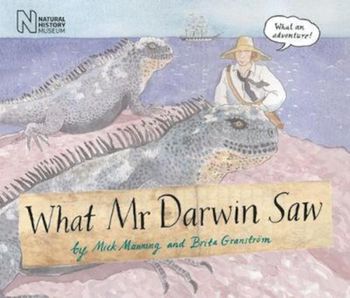 N
NATURAL
HISTORY
MUSEUM
What an
adventure!
What Mr Darwin Saw
by Mick Manning and Brita Granström